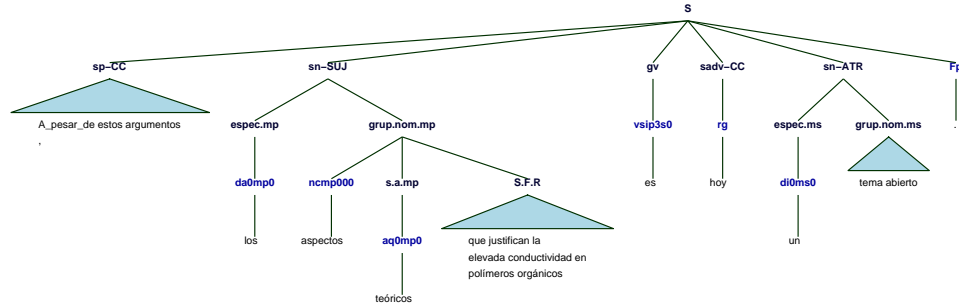 S
sp–CC sn–SUJ gv sadv–CC sn–ATR Fp
A_pesar_de estos argumentos
,
espec.mp grup.nom.mp vsip3s0 rg espec.ms grup.nom.ms .
da0mp0 ncmp000 s.a.mp S.F.R es hoy di0ms0 tema abierto
los aspectos aq0mp0 que justifican la un
elevada conductividad en
polímeros orgánicos
teóricos